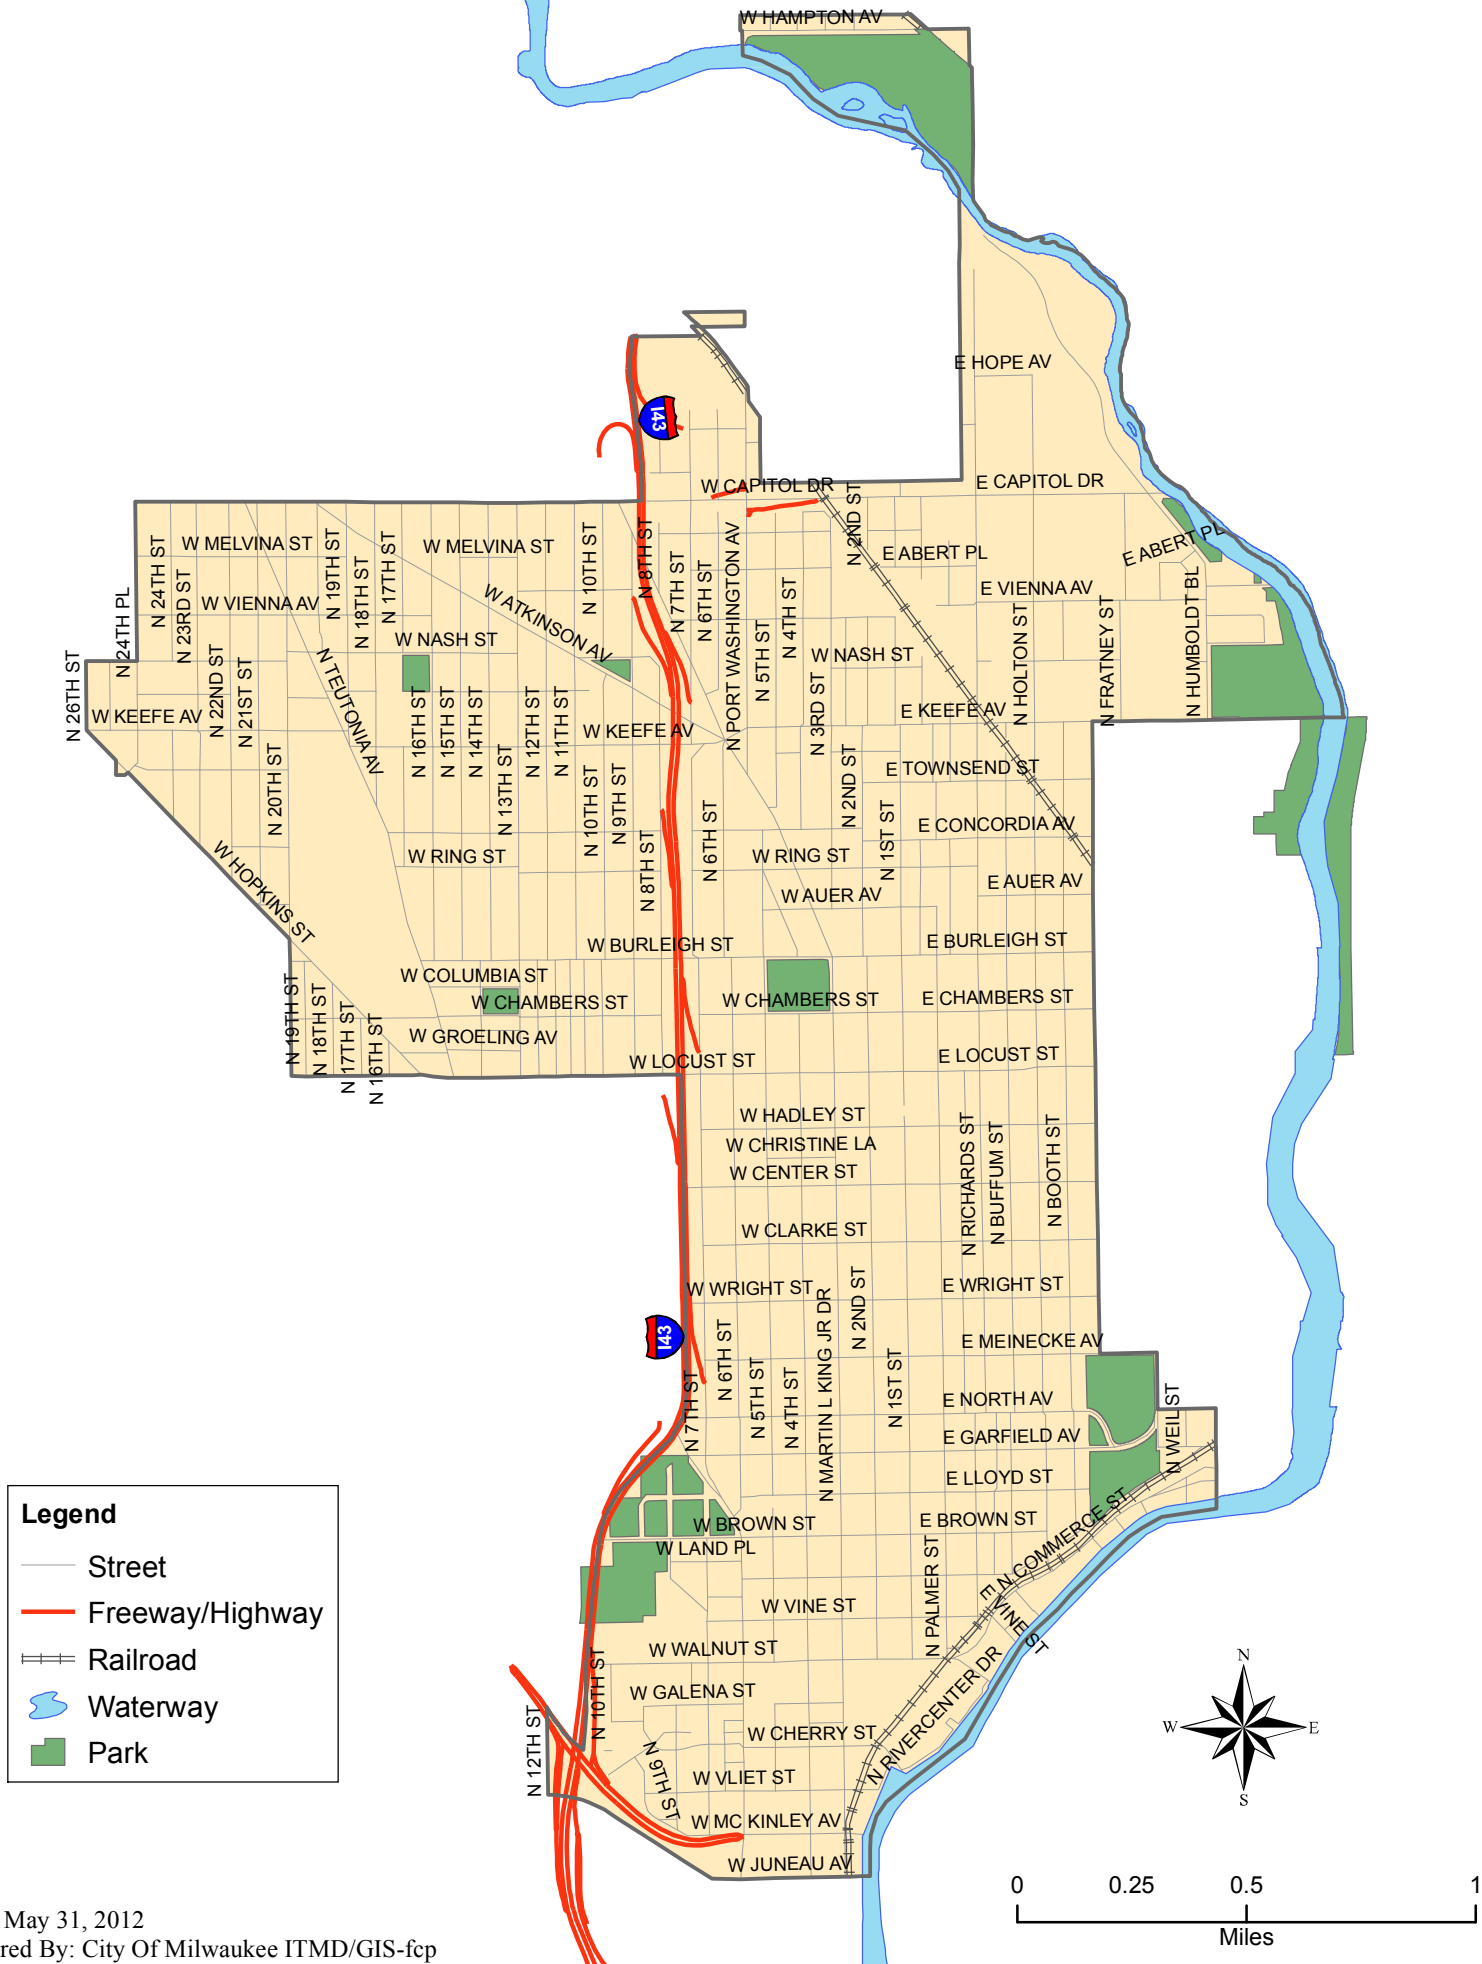 W HAMPTON AV
E HOPE AV
I43
W CAPITOL DR
E CAPITOL DR
N 2ND ST
W MELVINA ST
W MELVINA ST
N 10TH ST
N 8TH ST
E ABERT PL
E ABERT PL
N 24TH ST
N 23RD ST
N 19TH ST
N 18TH ST
N 17TH ST
N 7TH ST
N 6TH ST
N PORT WASHINGTON AV
N 4TH ST
N 5TH ST
E VIENNA AV
W VIENNA AV
W ATKINSON AV
N 24TH PL
W NASH ST
W NASH ST
N HOLTON ST
N FRATNEY ST
N HUMBOLDT BL
N 26TH ST
N 22ND ST
N 21ST ST
N TEUTONIA AV
W KEEFE AV
W KEEFE AV
E KEEFE AV
N 3RD ST
N 16TH ST
N 15TH ST
N 14TH ST
N 13TH ST
N 12TH ST
N 11TH ST
N 20TH ST
N 10TH ST
N 9TH ST
N 8TH ST
N 6TH ST
N 2ND ST
N 1ST ST
E TOWNSEND ST
E CONCORDIA AV
W RING ST
W RING ST
W HOPKINS ST
W AUER AV
E AUER AV
W BURLEIGH ST
E BURLEIGH ST
W COLUMBIA ST
W CHAMBERS ST
W CHAMBERS ST
E CHAMBERS ST
N 19TH ST
N 18TH ST
N 17TH ST
N 16TH ST
W GROELING AV
W LOCUST ST
E LOCUST ST
W HADLEY ST
W CHRISTINE LA
W CENTER ST
N RICHARDS ST
N BUFFUM ST
N BOOTH ST
W CLARKE ST
W WRIGHT ST
E WRIGHT ST
N MARTIN L KING JR DR
N 2ND ST
I43
E MEINECKE AV
N 7TH ST
N 6TH ST
N 5TH ST
N 4TH ST
N 1ST ST
E NORTH AV
N WEIL ST
E GARFIELD AV
E LLOYD ST
W BROWN ST
E BROWN ST
W LAND PL
N COMMERCE ST
E VINE ST
N PALMER ST
W VINE ST
W WALNUT ST
N 10TH ST
W GALENA ST
N RIVERCENTER DR
W CHERRY ST
N 12TH ST
N 9TH ST
W VLIET ST
W MC KINLEY AV
W JUNEAU AV
Legend
Street
Freeway/Highway
Railroad
Waterway
Park
N
W E
S
0 0.25 0.5 1
Miles
May 31, 2012
red By: City Of Milwaukee ITMD/GIS-fcp